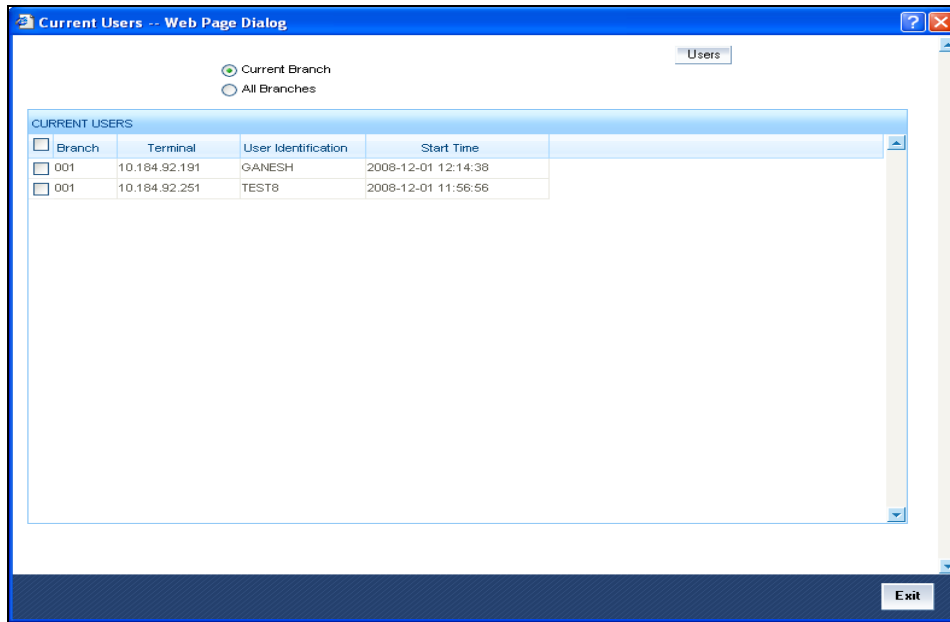 Current Users -- Web Page Dialog
Users
Current Branch
All Branches
CURRENT USERS
Branch Terminal User Identification Start Time
001 10.184.92.191 GANESH 2008-12-01 12:14:38
001 10.184.92.251 TEST8 2008-12-01 11:56:56
Exit